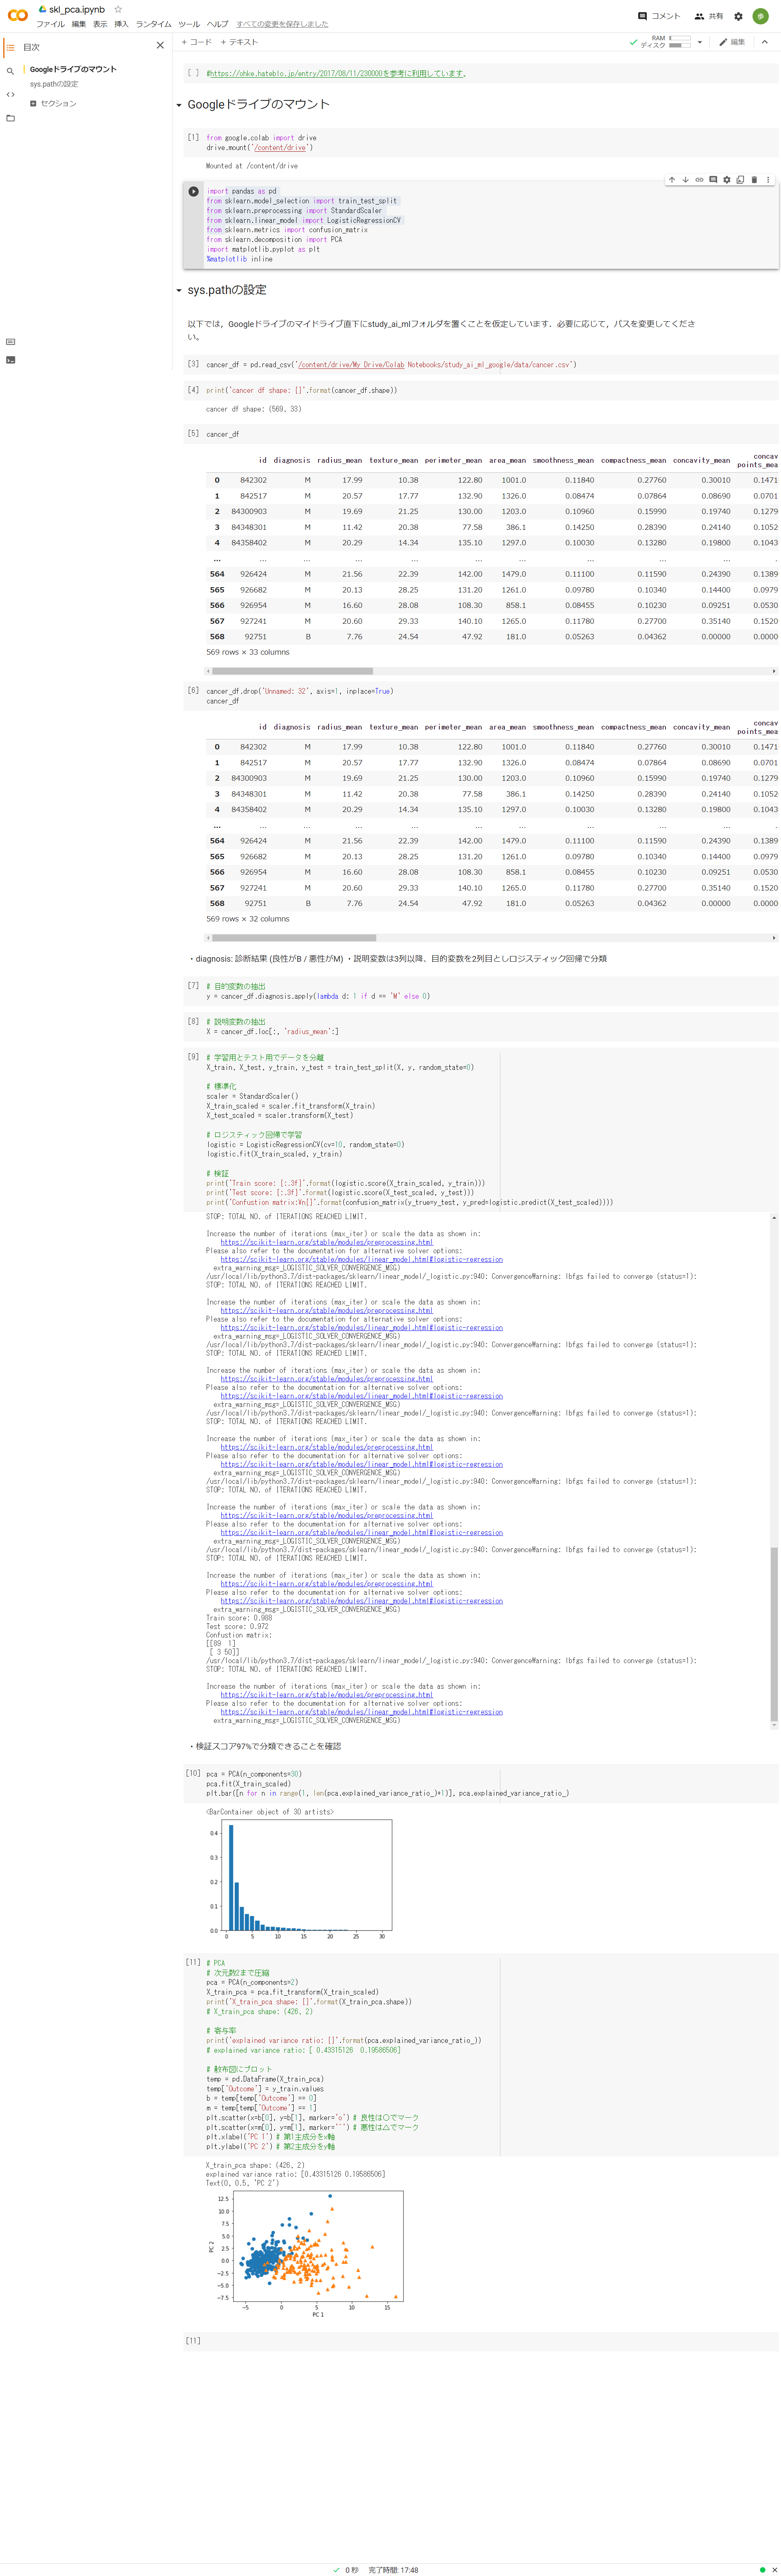 skl_pca.ipynb
ファイル 編集 表示 挿入 ランタイム ツール ヘルプ すべての変更を保存しました
コメント 共有 歩
目次
Googleドライブのマウント
sys.pathの設定
セクション
+ コード + テキスト
RAM
ディスク
編集
[ ] #https://ohke.hateblo.jp/entry/2017/08/11/230000を参考に利用しています.
Googleドライブのマウント
[1] from google.colab import drive
drive.mount('/content/drive')
Mounted at /content/drive
import pandas as pd
from sklearn.model_selection import train_test_split
from sklearn.preprocessing import StandardScaler
from sklearn.linear_model import LogisticRegressionCV
from sklearn.metrics import confusion_matrix
from sklearn.decomposition import PCA
import matplotlib.pyplot as plt
%matplotlib inline
sys.pathの設定
以下では，Googleドライブのマイドライブ直下にstudy_ai_mlフォルダを置くことを仮定しています．必要に応じて，パスを変更してくださ
い。
[3] cancer_df = pd.read_csv('/content/drive/My Drive/Colab Notebooks/study_ai_ml_google/data/cancer.csv')
[4] print('cancer df shape: {}'.format(cancer_df.shape))
cancer df shape: (569, 33)
[5] cancer_df
id diagnosis radius_mean texture_mean perimeter_mean area_mean smoothness_mean compactness_mean concavity_mean concav
points_mea
0 842302 M 17.99 10.38 122.80 1001.0 0.11840 0.27760 0.30010 0.1471
1 842517 M 20.57 17.77 132.90 1326.0 0.08474 0.07864 0.08690 0.0701
2 84300903 M 19.69 21.25 130.00 1203.0 0.10960 0.15990 0.19740 0.1279
3 84348301 M 11.42 20.38 77.58 386.1 0.14250 0.28390 0.24140 0.1052
4 84358402 M 20.29 14.34 135.10 1297.0 0.10030 0.13280 0.19800 0.1043
... ... ... ... ... ... ... ... ... ... .
564 926424 M 21.56 22.39 142.00 1479.0 0.11100 0.11590 0.24390 0.1389
565 926682 M 20.13 28.25 131.20 1261.0 0.09780 0.10340 0.14400 0.0979
566 926954 M 16.60 28.08 108.30 858.1 0.08455 0.10230 0.09251 0.0530
567 927241 M 20.60 29.33 140.10 1265.0 0.11780 0.27700 0.35140 0.1520
568 92751 B 7.76 24.54 47.92 181.0 0.05263 0.04362 0.00000 0.0000
569 rows × 33 columns
[6] cancer_df.drop('Unnamed: 32', axis=1, inplace=True)
cancer_df
id diagnosis radius_mean texture_mean perimeter_mean area_mean smoothness_mean compactness_mean concavity_mean concav
points_mea
0 842302 M 17.99 10.38 122.80 1001.0 0.11840 0.27760 0.30010 0.1471
1 842517 M 20.57 17.77 132.90 1326.0 0.08474 0.07864 0.08690 0.0701
2 84300903 M 19.69 21.25 130.00 1203.0 0.10960 0.15990 0.19740 0.1279
3 84348301 M 11.42 20.38 77.58 386.1 0.14250 0.28390 0.24140 0.1052
4 84358402 M 20.29 14.34 135.10 1297.0 0.10030 0.13280 0.19800 0.1043
... ... ... ... ... ... ... ... ... ... .
564 926424 M 21.56 22.39 142.00 1479.0 0.11100 0.11590 0.24390 0.1389
565 926682 M 20.13 28.25 131.20 1261.0 0.09780 0.10340 0.14400 0.0979
566 926954 M 16.60 28.08 108.30 858.1 0.08455 0.10230 0.09251 0.0530
567 927241 M 20.60 29.33 140.10 1265.0 0.11780 0.27700 0.35140 0.1520
568 92751 B 7.76 24.54 47.92 181.0 0.05263 0.04362 0.00000 0.0000
569 rows × 32 columns
・diagnosis: 診断結果 (良性がB / 悪性がM) ・説明変数は3列以降、目的変数を2列目としロジスティック回帰で分類
[7] # 目的変数の抽出
y = cancer_df.diagnosis.apply(lambda d: 1 if d == 'M' else 0)
[8] # 説明変数の抽出
X = cancer_df.loc[:, 'radius_mean':]
[9] # 学習用とテスト用でデータを分離
X_train, X_test, y_train, y_test = train_test_split(X, y, random_state=0)
# 標準化
scaler = StandardScaler()
X_train_scaled = scaler.fit_transform(X_train)
X_test_scaled = scaler.transform(X_test)
# ロジスティック回帰で学習
logistic = LogisticRegressionCV(cv=10, random_state=0)
logistic.fit(X_train_scaled, y_train)
# 検証
print('Train score: {:.3f}'.format(logistic.score(X_train_scaled, y_train)))
print('Test score: {:.3f}'.format(logistic.score(X_test_scaled, y_test)))
print('Confustion matrix:¥n{}'.format(confusion_matrix(y_true=y_test, y_pred=logistic.predict(X_test_scaled))))
STOP: TOTAL NO. of ITERATIONS REACHED LIMIT.
Increase the number of iterations (max_iter) or scale the data as shown in:
https://scikit-learn.org/stable/modules/preprocessing.html
Please also refer to the documentation for alternative solver options:
https://scikit-learn.org/stable/modules/linear_model.html#logistic-regression
extra_warning_msg=_LOGISTIC_SOLVER_CONVERGENCE_MSG)
/usr/local/lib/python3.7/dist-packages/sklearn/linear_model/_logistic.py:940: ConvergenceWarning: lbfgs failed to converge (status=1):
STOP: TOTAL NO. of ITERATIONS REACHED LIMIT.
Increase the number of iterations (max_iter) or scale the data as shown in:
https://scikit-learn.org/stable/modules/preprocessing.html
Please also refer to the documentation for alternative solver options:
https://scikit-learn.org/stable/modules/linear_model.html#logistic-regression
extra_warning_msg=_LOGISTIC_SOLVER_CONVERGENCE_MSG)
/usr/local/lib/python3.7/dist-packages/sklearn/linear_model/_logistic.py:940: ConvergenceWarning: lbfgs failed to converge (status=1):
STOP: TOTAL NO. of ITERATIONS REACHED LIMIT.
Increase the number of iterations (max_iter) or scale the data as shown in:
https://scikit-learn.org/stable/modules/preprocessing.html
Please also refer to the documentation for alternative solver options:
https://scikit-learn.org/stable/modules/linear_model.html#logistic-regression
extra_warning_msg=_LOGISTIC_SOLVER_CONVERGENCE_MSG)
/usr/local/lib/python3.7/dist-packages/sklearn/linear_model/_logistic.py:940: ConvergenceWarning: lbfgs failed to converge (status=1):
STOP: TOTAL NO. of ITERATIONS REACHED LIMIT.
Increase the number of iterations (max_iter) or scale the data as shown in:
https://scikit-learn.org/stable/modules/preprocessing.html
Please also refer to the documentation for alternative solver options:
https://scikit-learn.org/stable/modules/linear_model.html#logistic-regression
extra_warning_msg=_LOGISTIC_SOLVER_CONVERGENCE_MSG)
/usr/local/lib/python3.7/dist-packages/sklearn/linear_model/_logistic.py:940: ConvergenceWarning: lbfgs failed to converge (status=1):
STOP: TOTAL NO. of ITERATIONS REACHED LIMIT.
Increase the number of iterations (max_iter) or scale the data as shown in:
https://scikit-learn.org/stable/modules/preprocessing.html
Please also refer to the documentation for alternative solver options:
https://scikit-learn.org/stable/modules/linear_model.html#logistic-regression
extra_warning_msg=_LOGISTIC_SOLVER_CONVERGENCE_MSG)
/usr/local/lib/python3.7/dist-packages/sklearn/linear_model/_logistic.py:940: ConvergenceWarning: lbfgs failed to converge (status=1):
STOP: TOTAL NO. of ITERATIONS REACHED LIMIT.
Increase the number of iterations (max_iter) or scale the data as shown in:
https://scikit-learn.org/stable/modules/preprocessing.html
Please also refer to the documentation for alternative solver options:
https://scikit-learn.org/stable/modules/linear_model.html#logistic-regression
extra_warning_msg=_LOGISTIC_SOLVER_CONVERGENCE_MSG)
Train score: 0.988
Test score: 0.972
Confustion matrix:
[[89 1]
[ 3 50]]
/usr/local/lib/python3.7/dist-packages/sklearn/linear_model/_logistic.py:940: ConvergenceWarning: lbfgs failed to converge (status=1):
STOP: TOTAL NO. of ITERATIONS REACHED LIMIT.
Increase the number of iterations (max_iter) or scale the data as shown in:
https://scikit-learn.org/stable/modules/preprocessing.html
Please also refer to the documentation for alternative solver options:
https://scikit-learn.org/stable/modules/linear_model.html#logistic-regression
extra_warning_msg=_LOGISTIC_SOLVER_CONVERGENCE_MSG)
・検証スコア97%で分類できることを確認
[10] pca = PCA(n_components=30)
pca.fit(X_train_scaled)
plt.bar([n for n in range(1, len(pca.explained_variance_ratio_)+1)], pca.explained_variance_ratio_)
<BarContainer object of 30 artists>
0.4
0.3
0.2
0.1
0.0
0 5 10 15 20 25 30
[11] # PCA
# 次元数2まで圧縮
pca = PCA(n_components=2)
X_train_pca = pca.fit_transform(X_train_scaled)
print('X_train_pca shape: {}'.format(X_train_pca.shape))
# X_train_pca shape: (426, 2)
# 寄与率
print('explained variance ratio: {}'.format(pca.explained_variance_ratio_))
# explained variance ratio: [ 0.43315126  0.19586506]
# 散布図にプロット
temp = pd.DataFrame(X_train_pca)
temp['Outcome'] = y_train.values
b = temp[temp['Outcome'] == 0]
m = temp[temp['Outcome'] == 1]
plt.scatter(x=b[0], y=b[1], marker='o') # 良性は○でマーク
plt.scatter(x=m[0], y=m[1], marker='^') # 悪性は△でマーク
plt.xlabel('PC 1') # 第1主成分をx軸
plt.ylabel('PC 2') # 第2主成分をy軸
X_train_pca shape: (426, 2)
explained variance ratio: [0.43315126 0.19586506]
Text(0, 0.5, 'PC 2')
12.5
10.0
7.5
5.0
2.5
0.0
−2.5
−5.0
−7.5
PC 2
−5 0 5 10 15
PC 1
[11]
0 秒 完了時間: 17:48